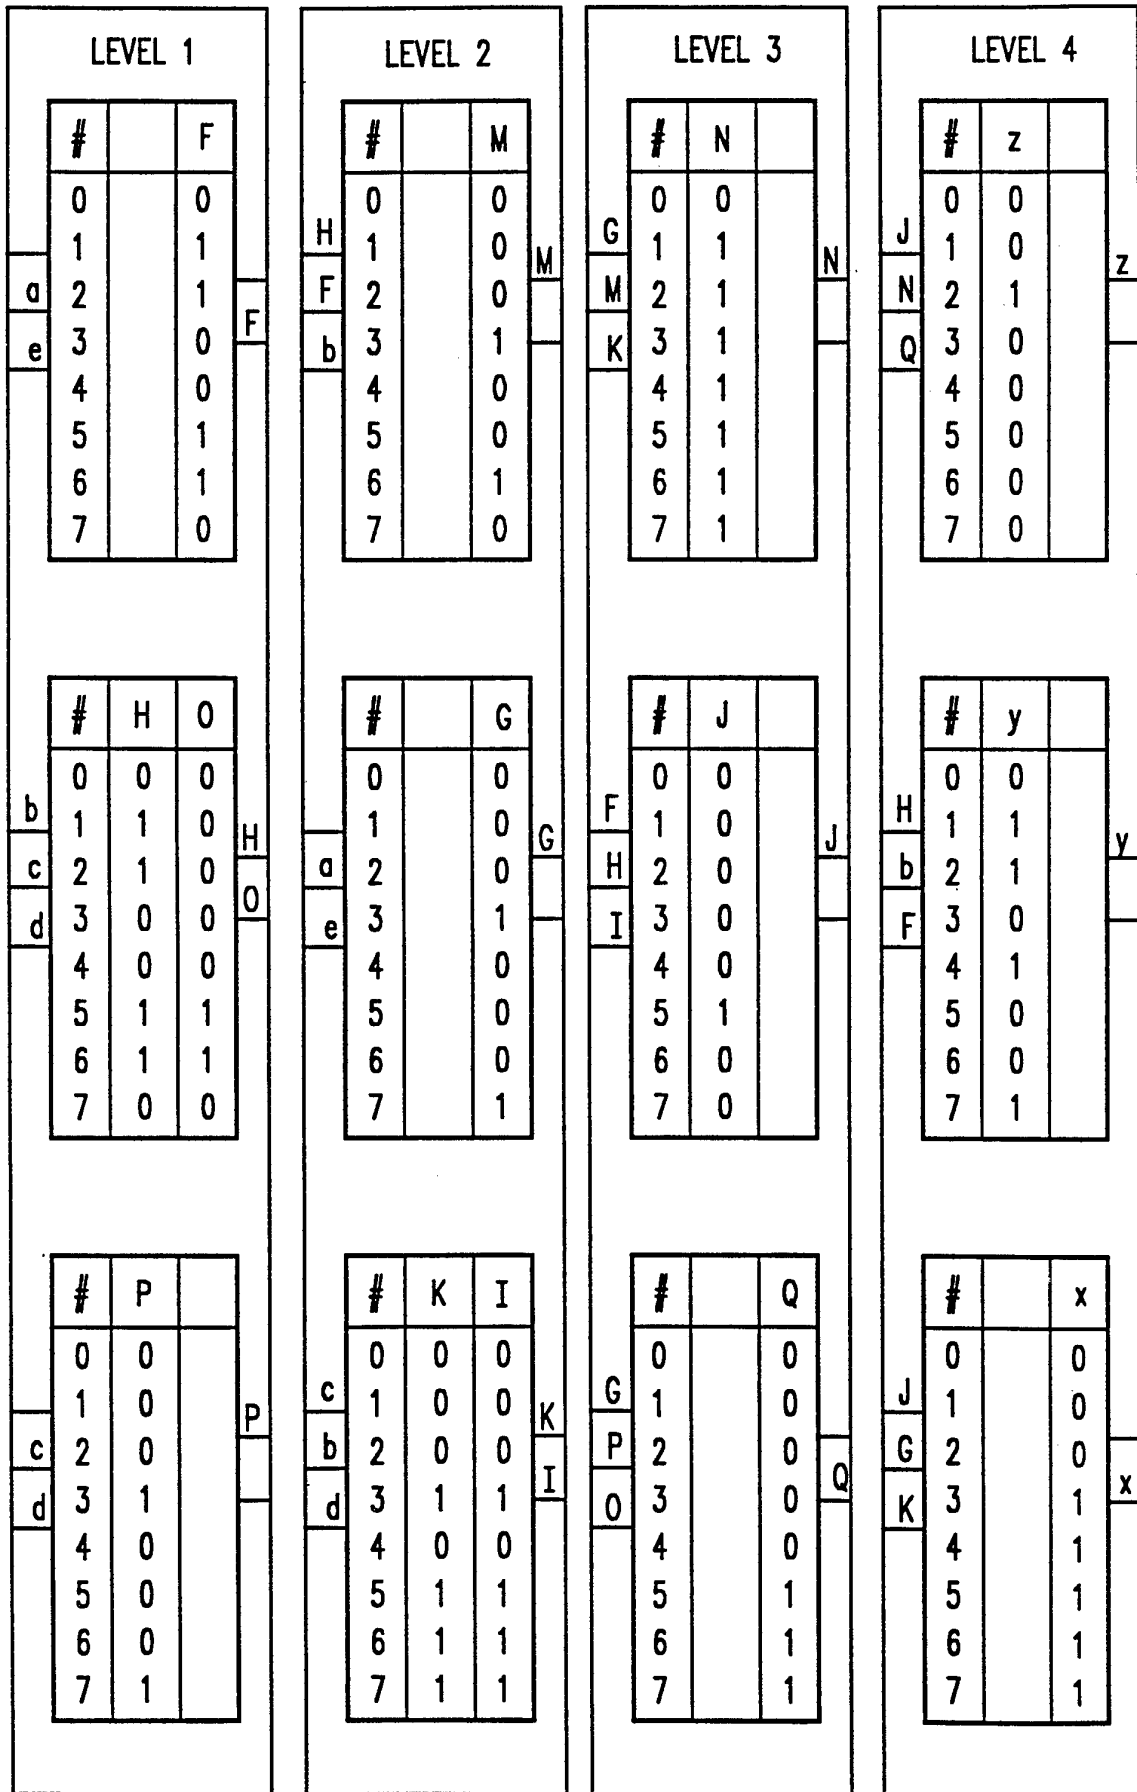 LEVEL 1
# F
0 0
1 1
2 1
3 0
4 0
5 1
6 1
7 0
a
e
F
# H O
0 0 0
1 1 0
2 1 0
3 0 0
4 0 0
5 1 1
6 1 1
7 0 0
b
c
d
H
O
# P
0 0
1 0
2 0
3 1
4 0
5 0
6 0
7 1
c
d
P
LEVEL 2
# M
0 0
1 0
2 0
3 1
4 0
5 0
6 1
7 0
H
F
b
M
# G
0 0
1 0
2 0
3 1
4 0
5 0
6 0
7 1
a
e
G
# K I
0 0 0
1 0 0
2 0 0
3 1 1
4 0 0
5 1 1
6 1 1
7 1 1
c
b
d
K
I
LEVEL 3
# N
0 0
1 1
2 1
3 1
4 1
5 1
6 1
7 1
G
M
K
N
# J
0 0
1 0
2 0
3 0
4 0
5 1
6 0
7 0
F
H
I
J
# Q
0 0
1 0
2 0
3 0
4 0
5 1
6 1
7 1
G
P
O
Q
LEVEL 4
# z
0 0
1 0
2 1
3 0
4 0
5 0
6 0
7 0
J
N
Q
z
# y
0 0
1 1
2 1
3 0
4 1
5 0
6 0
7 1
H
b
F
y
# x
0 0
1 0
2 0
3 1
4 1
5 1
6 1
7 1
J
G
K
x